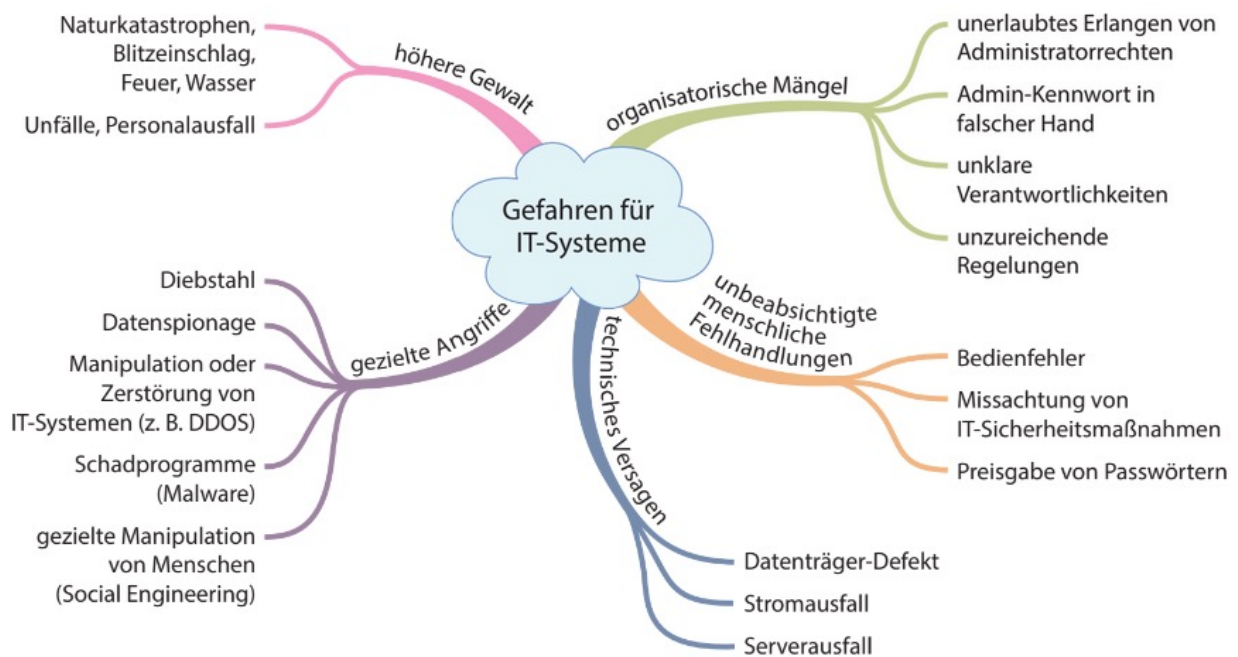 Gefahren für
IT-Systeme
höhere Gewalt
Naturkatastrophen,
Blitzeinschlag,
Feuer, Wasser
Unfälle, Personalausfall
organisatorische Mängel
unerlaubtes Erlangen von
Administratorrechten
Admin-Kennwort in
falscher Hand
unklare
Verantwortlichkeiten
unzureichende
Regelungen
unbeabsichtigte
menschliche
Fehlhandlungen
Bedienfehler
Missachtung von
IT-Sicherheitsmaßnahmen
Preisgabe von Passwörtern
technisches Versagen
Datenträger-Defekt
Stromausfall
Serverausfall
gezielte Angriffe
Diebstahl
Datenspionage
Manipulation oder
Zerstörung von
IT-Systemen (z. B. DDOS)
Schadprogramme
(Malware)
gezielte Manipulation
von Menschen
(Social Engineering)